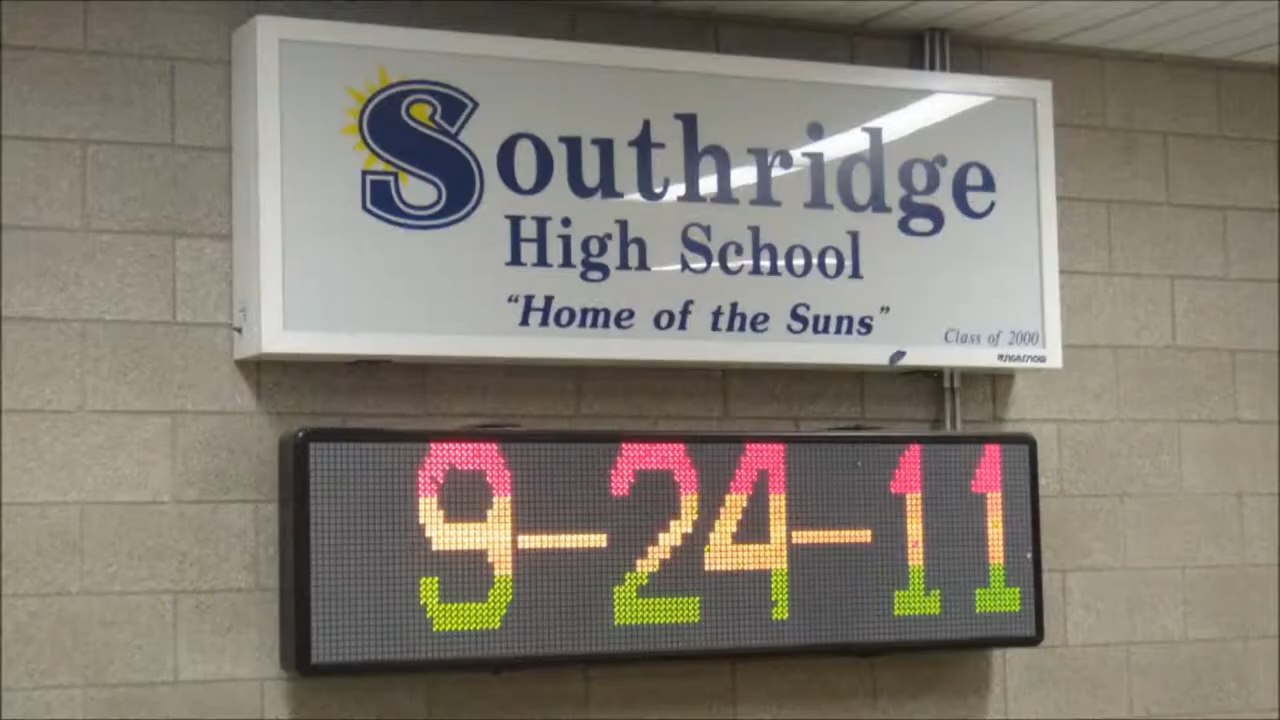 Southridge
High School
"Home of the Suns"
Class of 2000
9-24-11